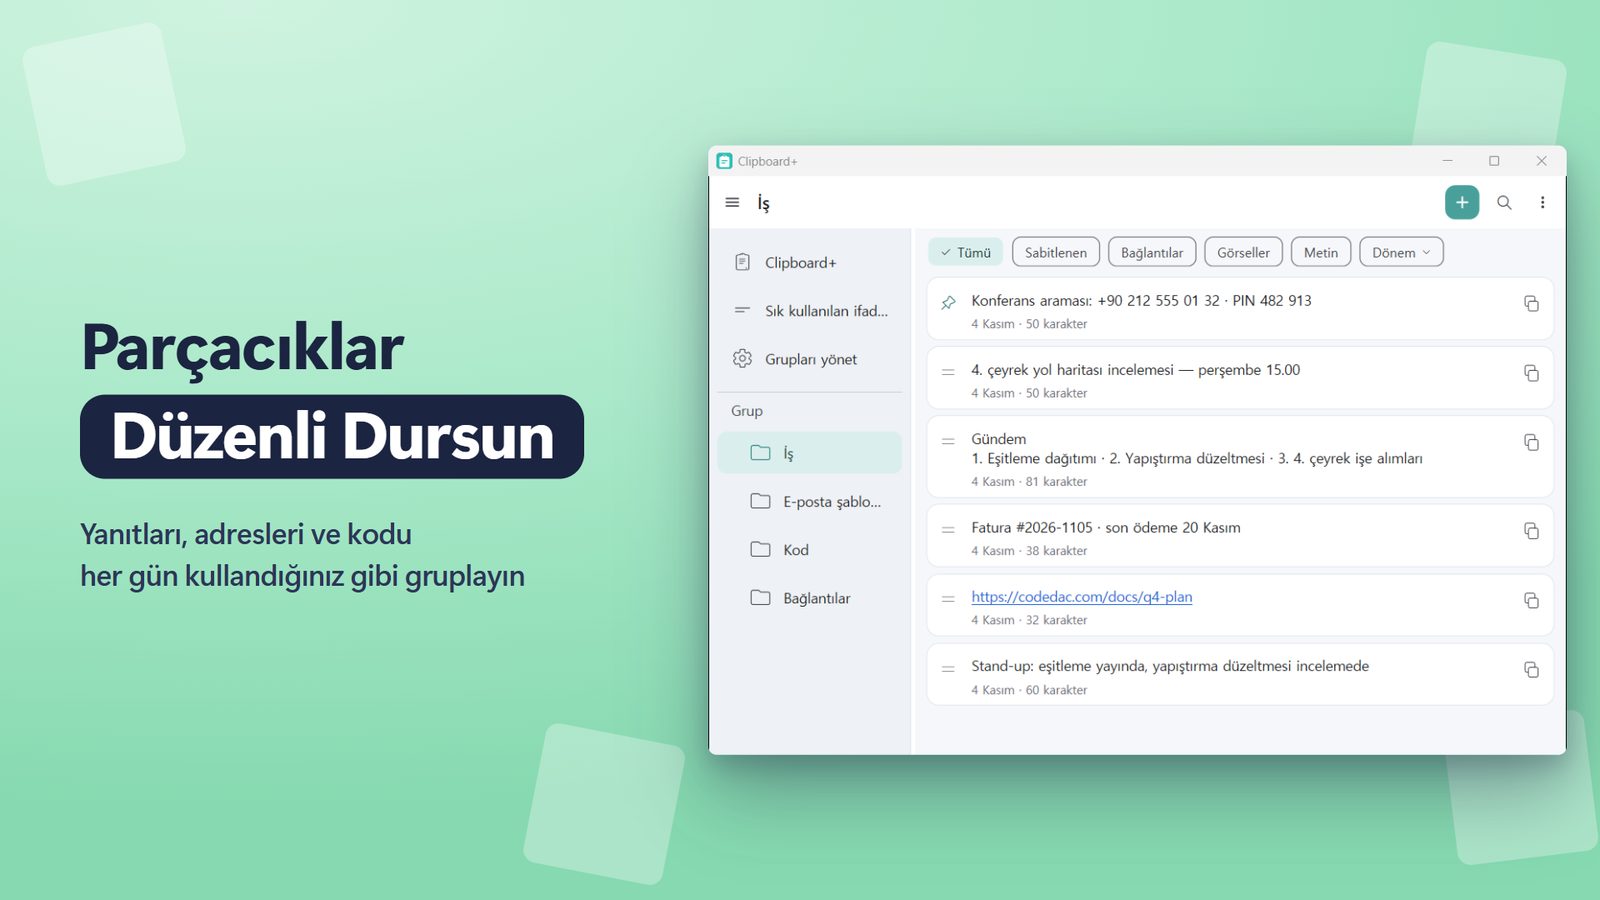 Parçacıklar
Düzenli Dursun
Yanıtları, adresleri ve kodu
her gün kullandığınız gibi gruplayın
Clipboard+
İş
Clipboard+
Sık kullanılan ifad...
Grupları yönet
Grup
İş
E-posta şablo...
Kod
Bağlantılar
Tümü
Sabitlenen
Bağlantılar
Görseller
Metin
Dönem
Konferans araması: +90 212 555 01 32 · PIN 482 913
4 Kasım · 50 karakter
4. çeyrek yol haritası incelemesi — perşembe 15.00
4 Kasım · 50 karakter
Gündem
1. Eşitleme dağıtımı · 2. Yapıştırma düzeltmesi · 3. 4. çeyrek işe alımları
4 Kasım · 81 karakter
Fatura #2026-1105 · son ödeme 20 Kasım
4 Kasım · 38 karakter
https://codedac.com/docs/q4-plan
4 Kasım · 32 karakter
Stand-up: eşitleme yayında, yapıştırma düzeltmesi incelemede
4 Kasım · 60 karakter